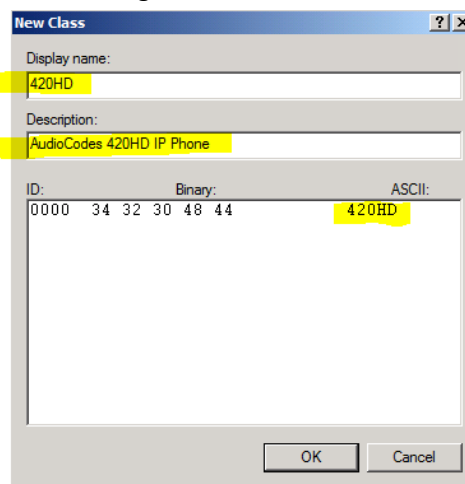 New Class
Display name:
420HD
Description:
AudioCodes 420HD IP Phone
ID: Binary: ASCII:
0000 34 32 30 48 44 420HD
OK Cancel